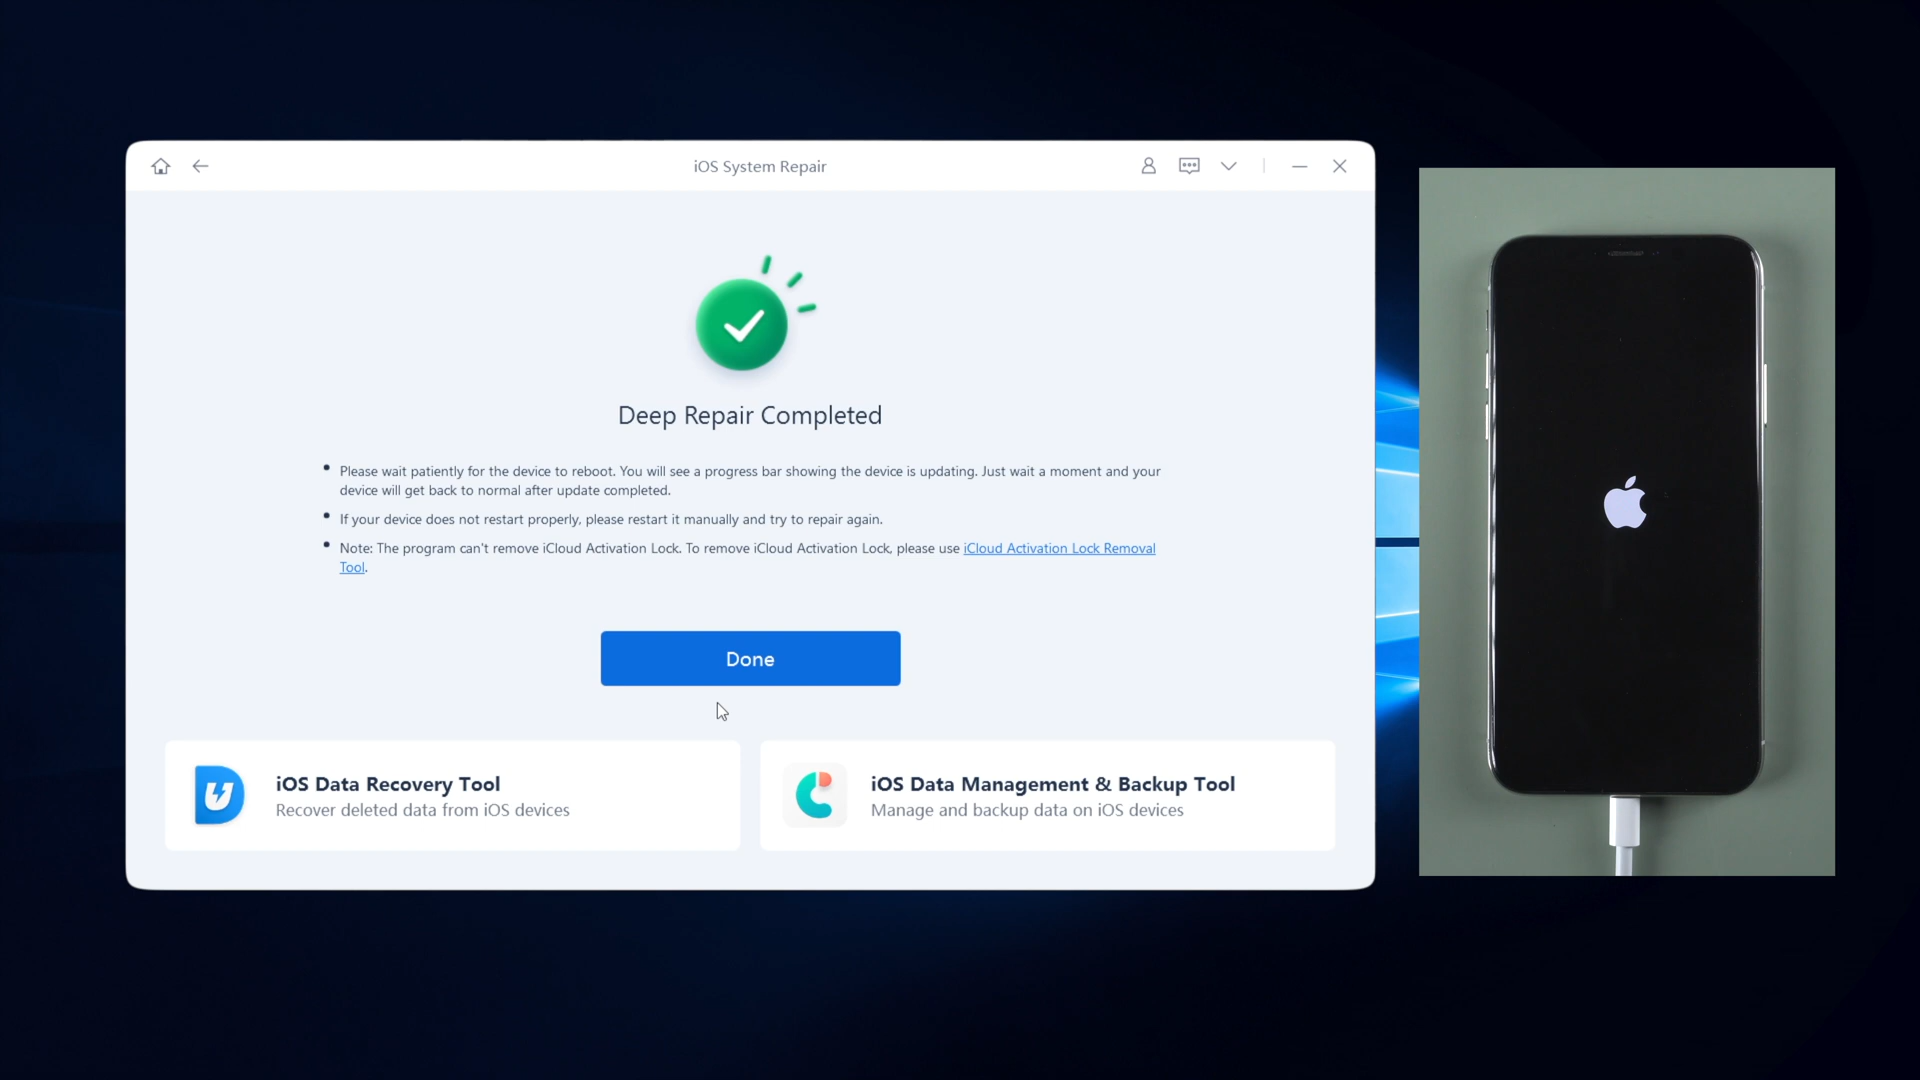 iOS System Repair
Deep Repair Completed
Please wait patiently for the device to reboot. You will see a progress bar showing the device is updating. Just wait a moment and your
device will get back to normal after update completed.
If your device does not restart properly, please restart it manually and try to repair again.
Note: The program can't remove iCloud Activation Lock. To remove iCloud Activation Lock, please use iCloud Activation Lock Removal
Tool.
Done
iOS Data Recovery Tool
Recover deleted data from iOS devices
iOS Data Management & Backup Tool
Manage and backup data on iOS devices